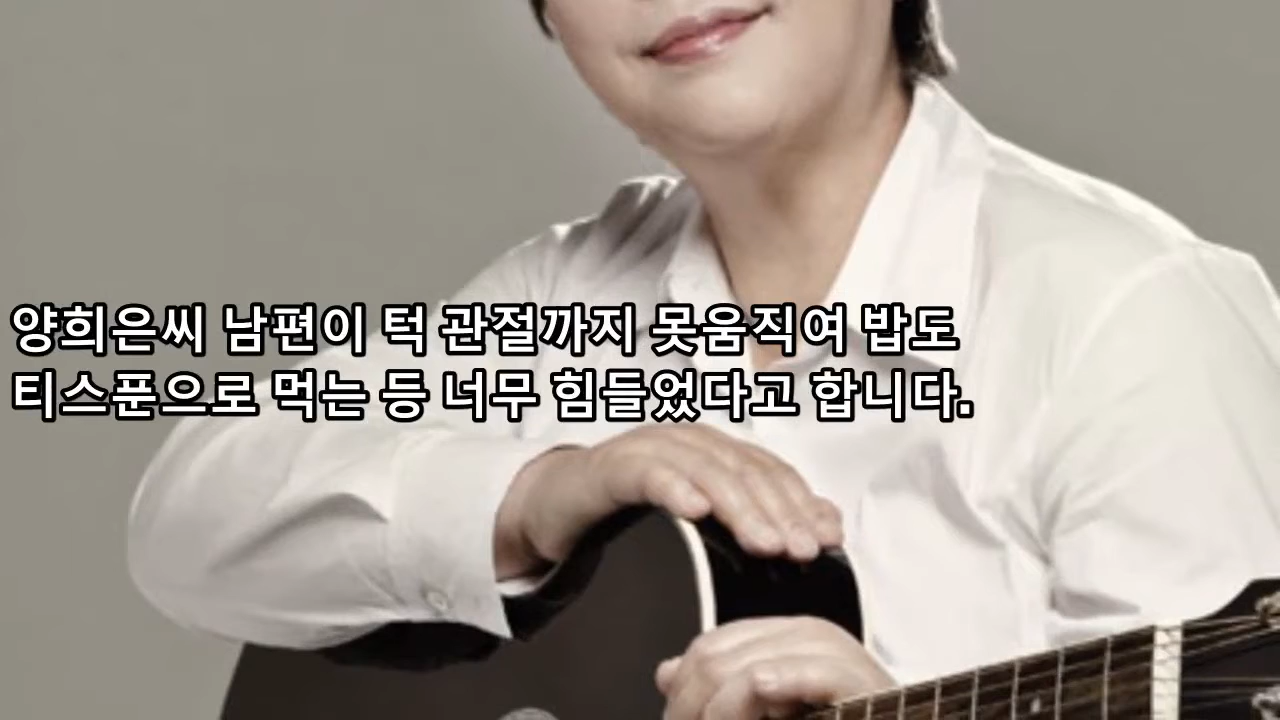 양희은씨 남편이 턱 관절까지 못움직여 밥도
티스푼으로 먹는 등 너무 힘들었다고 합니다.